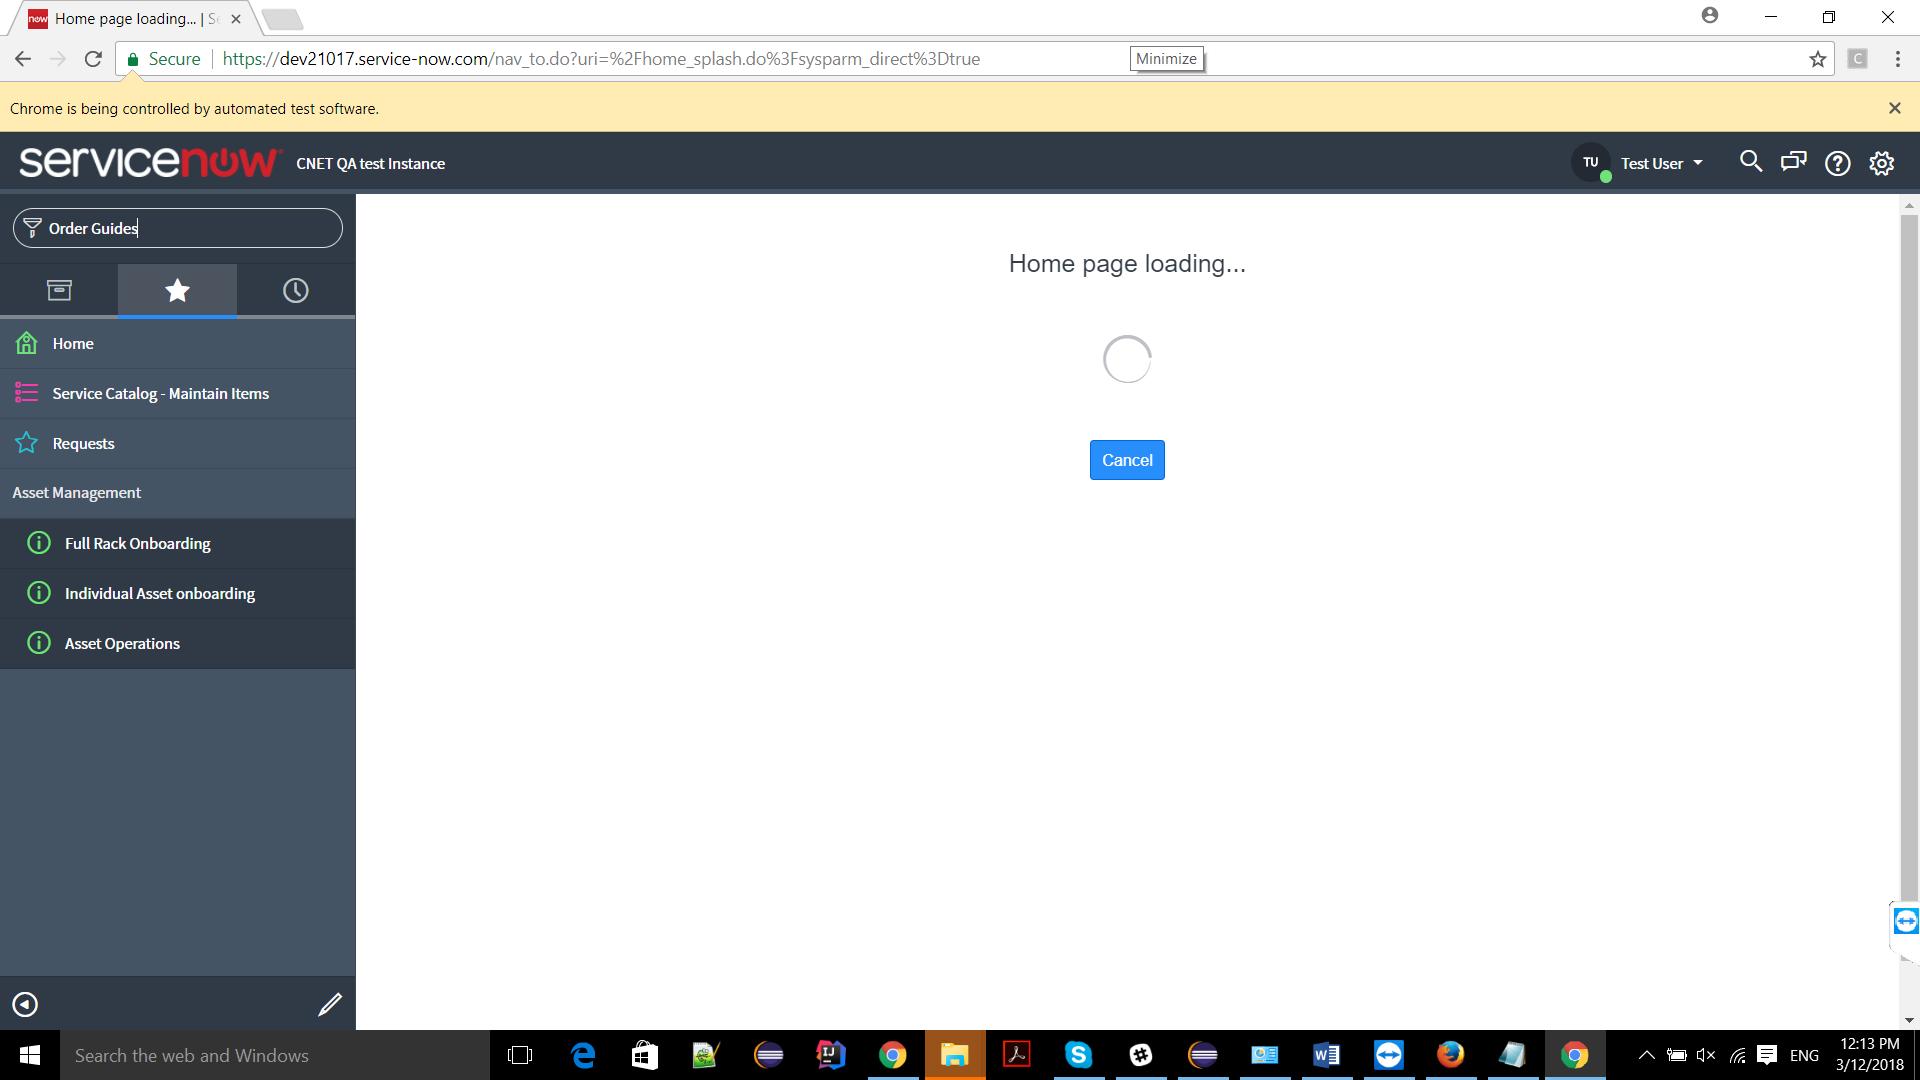 now Home page loading... | Se
Secure https://dev21017.service-now.com/nav_to.do?uri=%2Fhome_splash.do%3Fsysparm_direct%3Dtrue
Minimize
C
Chrome is being controlled by automated test software.
servicenow CNET QA test Instance
TU Test User
Order Guides
Home page loading...
Home
Service Catalog - Maintain Items
Requests
Cancel
Asset Management
Full Rack Onboarding
Individual Asset onboarding
Asset Operations
Search the web and Windows
ENG
12:13 PM
3/12/2018